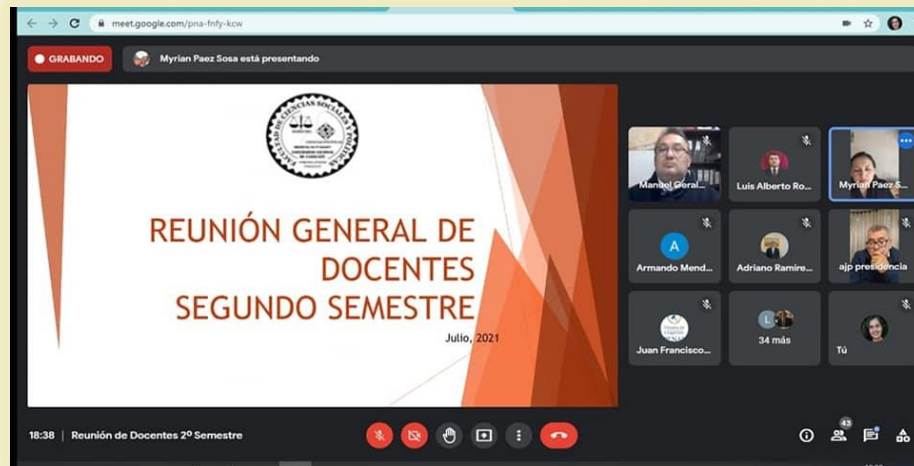 meet.google.com/pna-fnfy-kcw
GRABANDO
Myrian Paez Sosa está presentando
REUNIÓN GENERAL DE
DOCENTES
SEGUNDO SEMESTRE
Julio, 2021
Manuel Geral...
Luis Alberto Ro...
Myrian Paez S...
A
Armando Mend...
Adriano Ramire...
ajp presidencia
Juan Francisco...
L
34 más
Tú
18:38 | Reunión de Docentes 2º Semestre
43